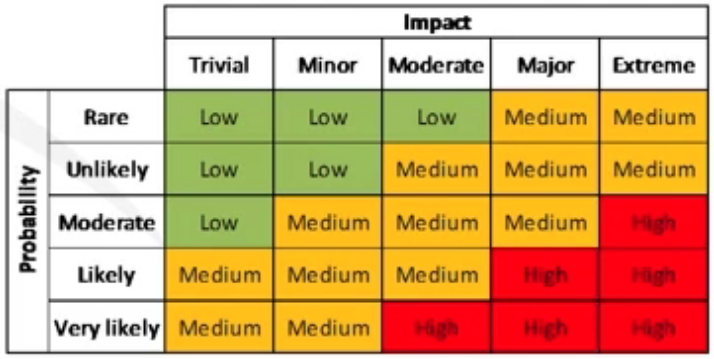 Impact
Trivial Minor Moderate Major Extreme
Probability
Rare Low Low Low Medium Medium
Unlikely Low Low Medium Medium Medium
Moderate Low Medium Medium Medium High
Likely Medium Medium Medium High High
Very likely Medium Medium High High High